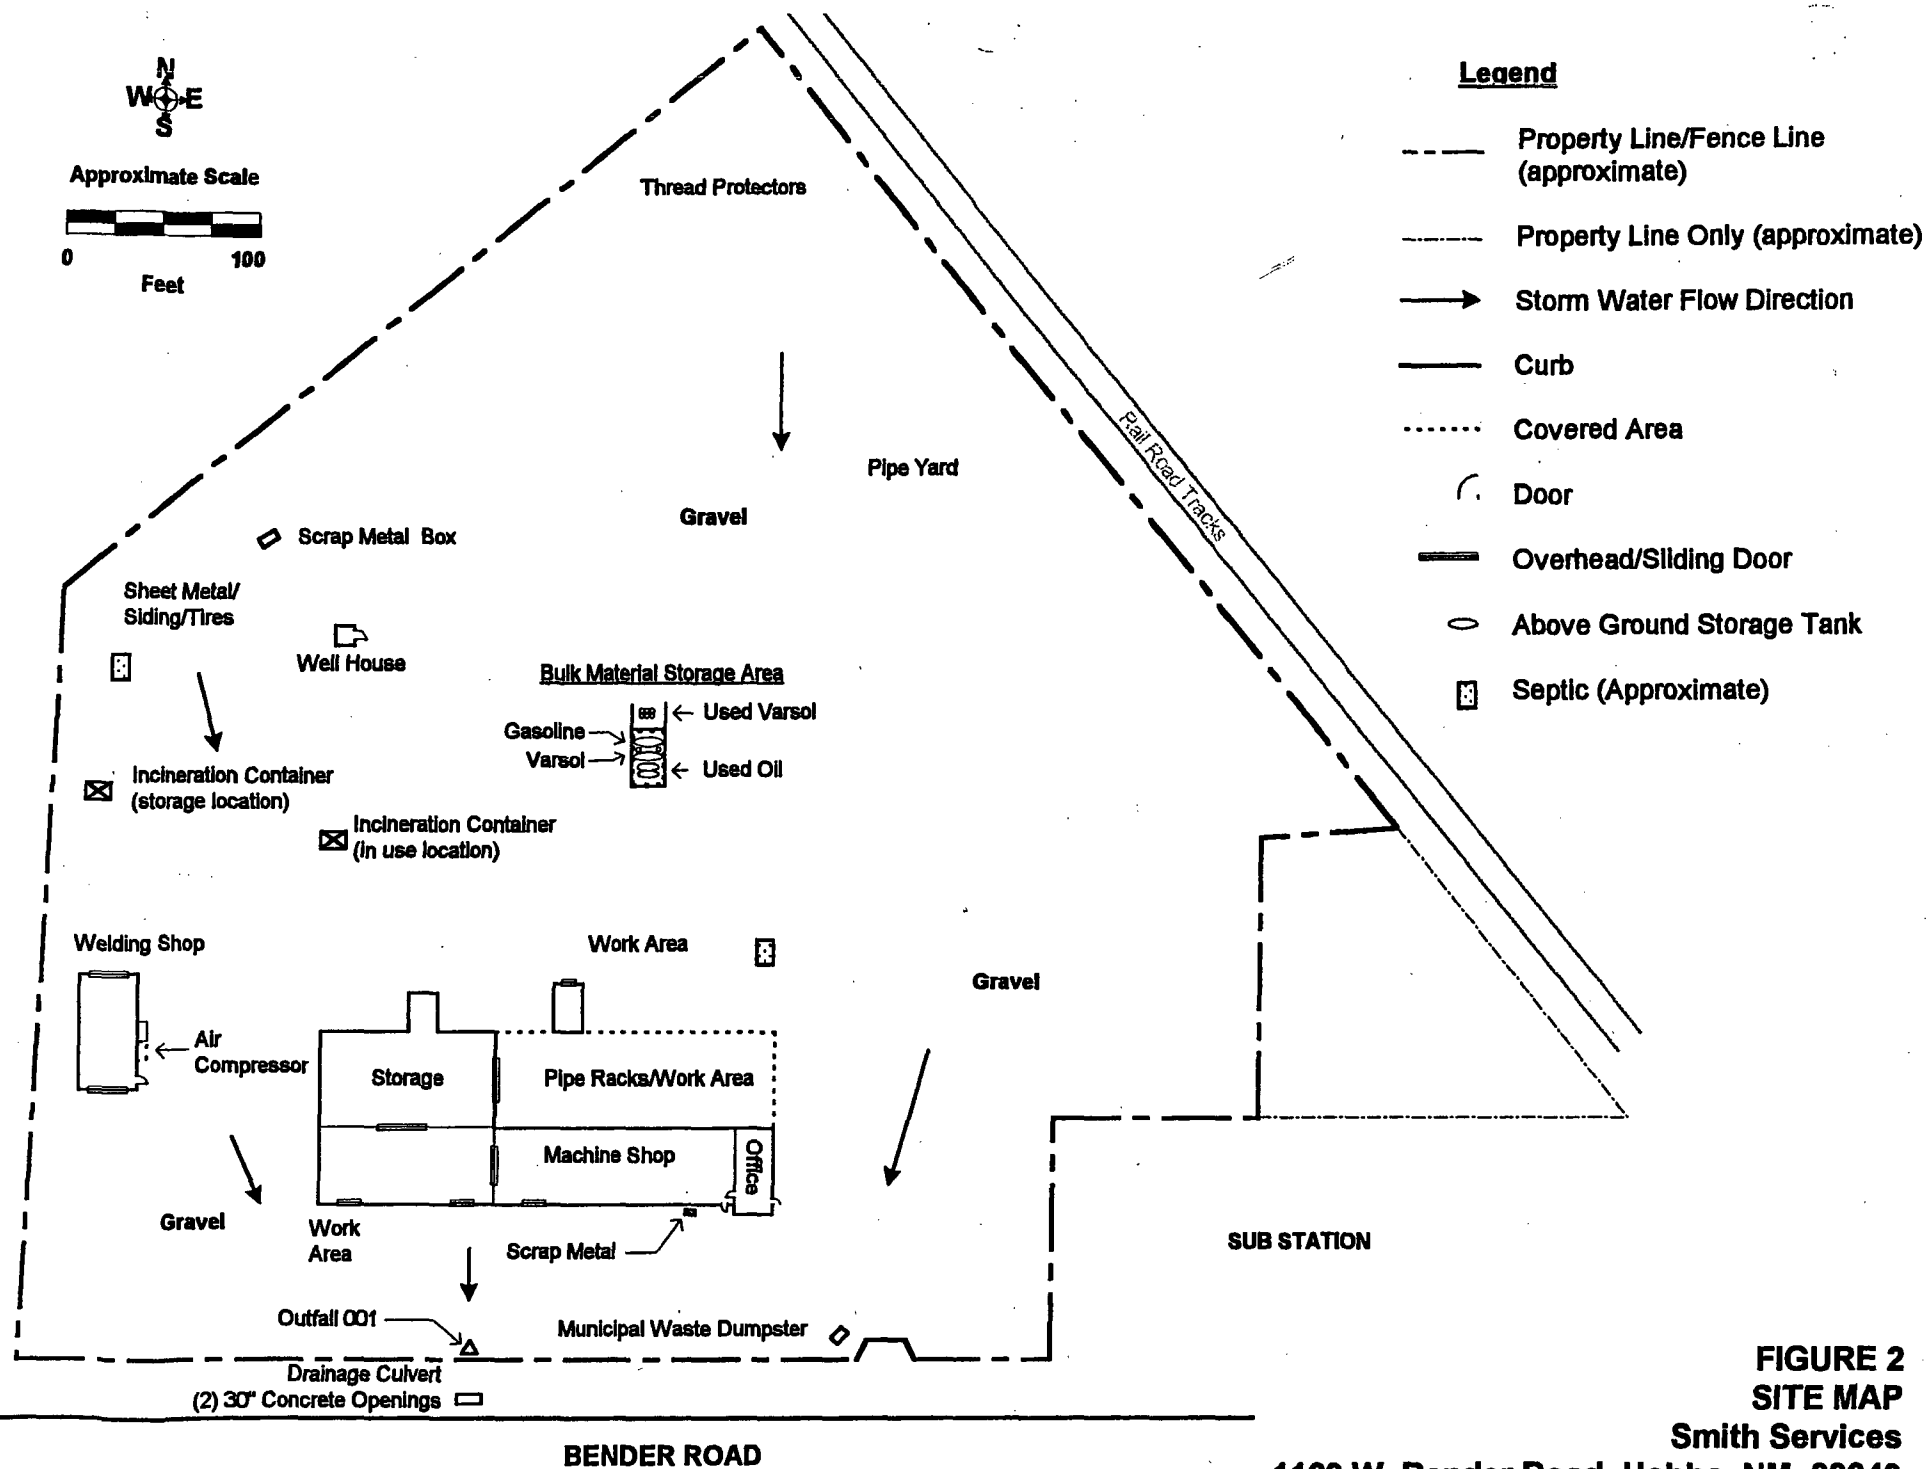 N
W E
S
Approximate Scale
0 100
Feet
Legend
Property Line/Fence Line
(approximate)
Property Line Only (approximate)
Storm Water Flow Direction
Curb
Covered Area
Door
Overhead/Sliding Door
Above Ground Storage Tank
Septic (Approximate)
Thread Protectors
Rail Road Tracks
Pipe Yard
Gravel
Scrap Metal Box
Sheet Metal/
Siding/Tires
Well House
Bulk Material Storage Area
Used Varsol
Gasoline
Varsol
Used Oil
Incineration Container
(storage location)
Incineration Container
(in use location)
Welding Shop
Work Area
Gravel
Air
Compressor
Storage
Pipe Racks/Work Area
Machine Shop
Office
Gravel
Work
Area
Scrap Metal
SUB STATION
Outfall 001
Municipal Waste Dumpster
Drainage Culvert
(2) 30" Concrete Openings
BENDER ROAD
FIGURE 2
SITE MAP
Smith Services
W. Bender Road, Hobbs, NM